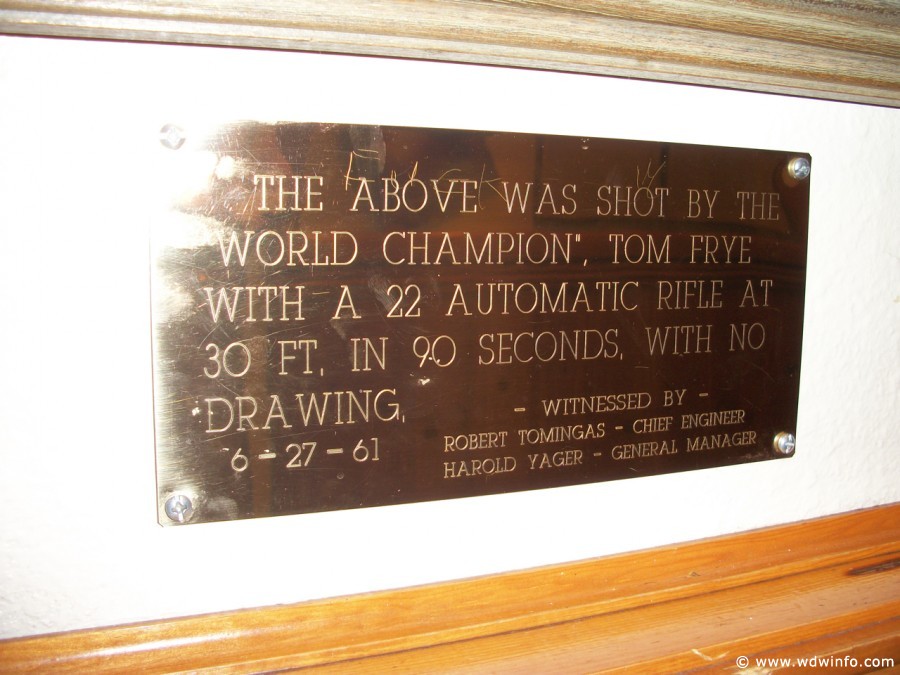 THE ABOVE WAS SHOT BY THE
WORLD CHAMPION", TOM FRYE
WITH A 22 AUTOMATIC RIFLE AT
30 FT, IN 90 SECONDS, WITH NO
DRAWING,
6-27-61
- WITNESSED BY -
ROBERT TOMINGAS - CHIEF ENGINEER
HAROLD YAGER - GENERAL MANAGER
© www.wdwinfo.com